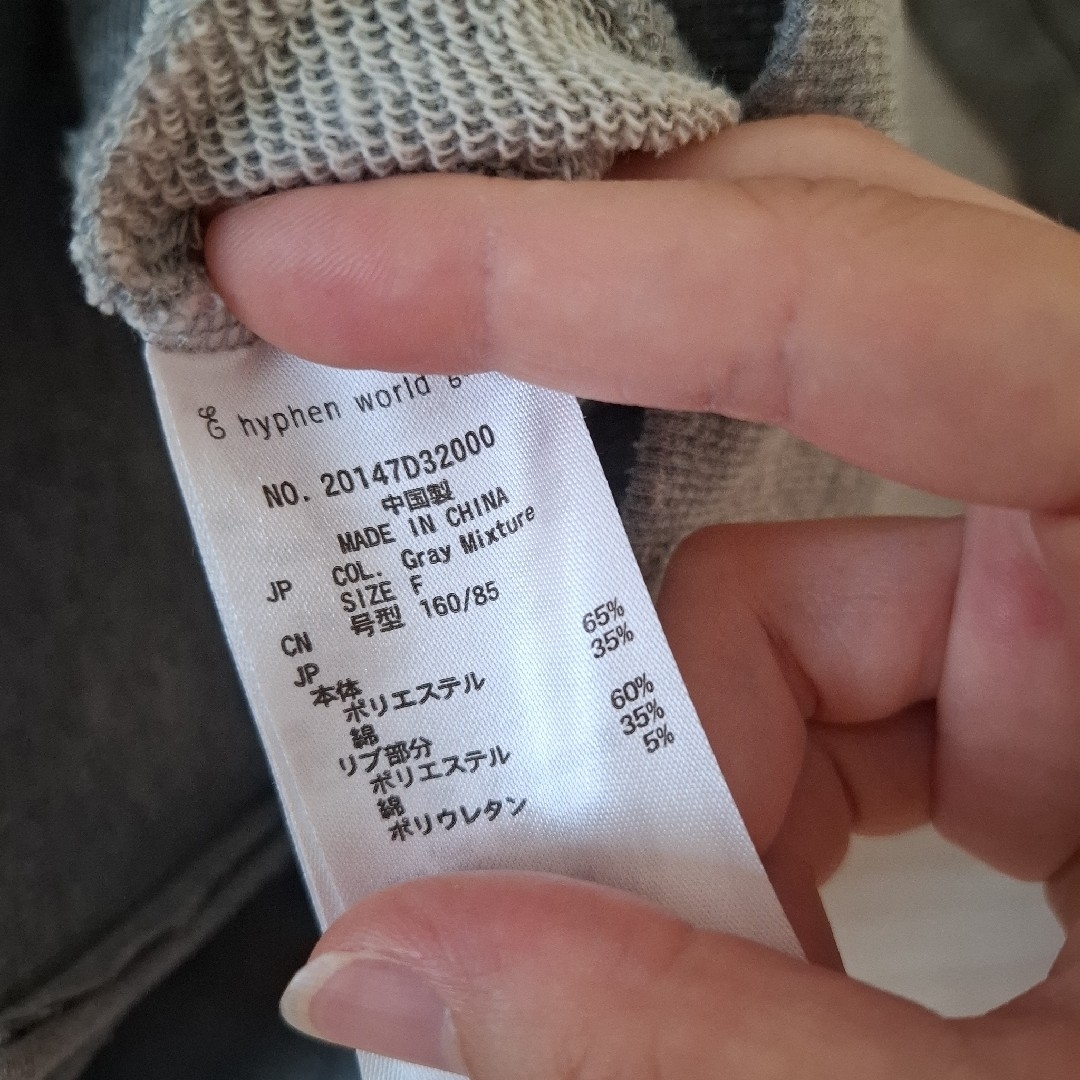 hyphen world
NO. 20147D32000
中国製
MADE IN CHINA
JP COL. Gray Mixture
SIZE F
CN 号型 160/85
JP
本体
ポリエステル 65%
綿 35%
リブ部分
ポリエステル 60%
綿 35%
ポリウレタン 5%